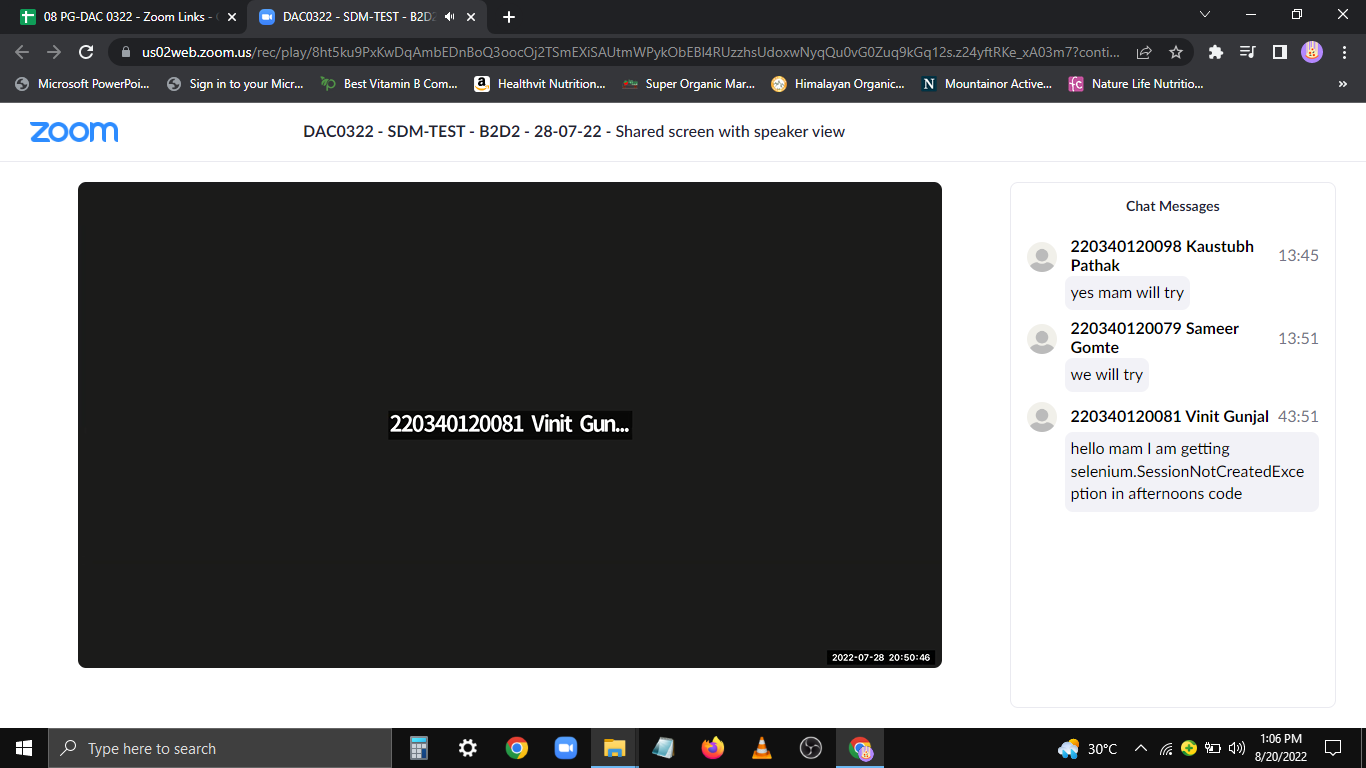 08 PG-DAC 0322 - Zoom Links -
DAC0322 - SDM-TEST - B2D2
us02web.zoom.us/rec/play/8ht5ku9PxKwDqAmbEDnBoQ3oocOj2TSmEXiSAUtmWPykObEBI4RUzzhsUdoxwNyqQu0vG0Zuq9kGq12s.z24yftRKe_xA03m7?conti...
Microsoft PowerPoi...
Sign in to your Micr...
Best Vitamin B Com...
Healthvit Nutrition...
Super Organic Mar...
Himalayan Organic...
Mountainor Active...
Nature Life Nutritio...
zoom
DAC0322 - SDM-TEST - B2D2 - 28-07-22 - Shared screen with speaker view
220340120081 Vinit Gun...
2022-07-28 20:50:46
Chat Messages
220340120098 Kaustubh
Pathak
13:45
yes mam will try
220340120079 Sameer
Gomte
13:51
we will try
220340120081 Vinit Gunjal 43:51
hello mam I am getting
selenium.SessionNotCreatedExce
ption in afternoons code
Type here to search
30°C
1:06 PM
8/20/2022